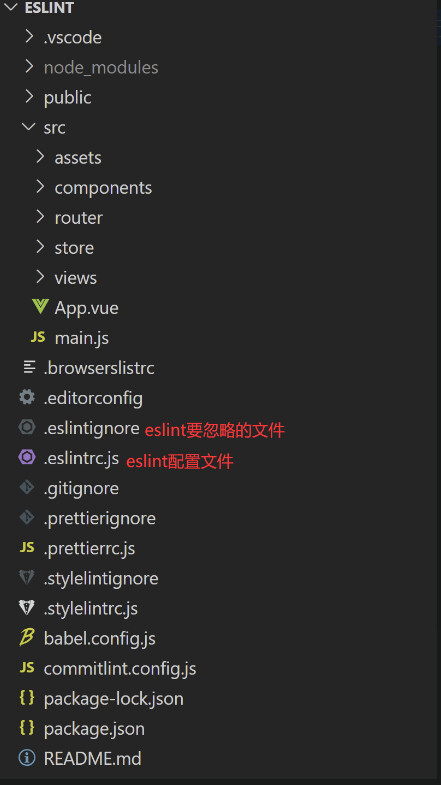 ESLINT
.vscode
node_modules
public
src
assets
components
router
store
views
App.vue
JS main.js
.browserslistrc
.editorconfig
.eslintignore eslint要忽略的文件
.eslintrc.js eslint配置文件
.gitignore
.prettierignore
JS .prettierrc.js
.stylelintignore
.stylelintrc.js
babel.config.js
JS commitlint.config.js
{} package-lock.json
{} package.json
README.md